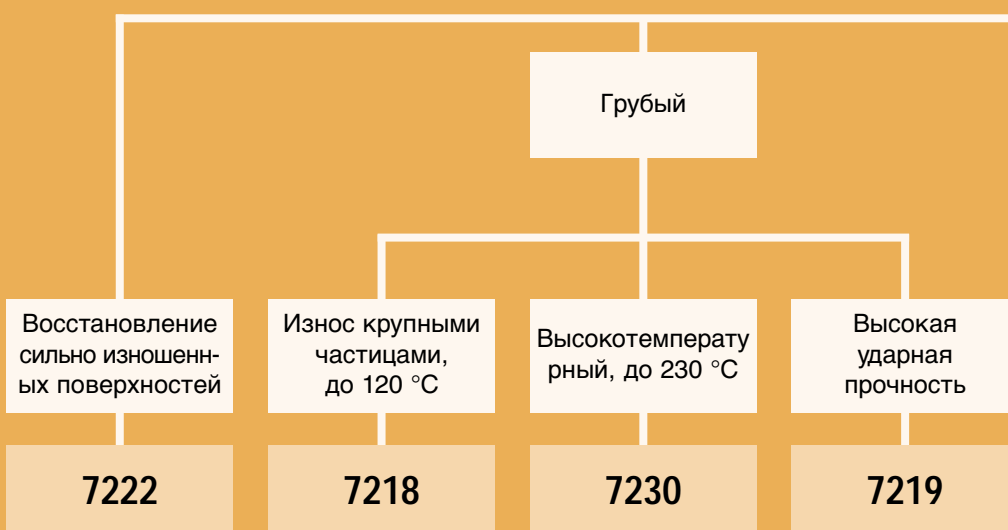 Грубый
Восстановление
сильно изношенн-
ых поверхностей
Износ крупными
частицами,
до 120 °C
Высокотемперату
рный, до 230 °C
Высокая
ударная
прочность
7222
7218
7230
7219